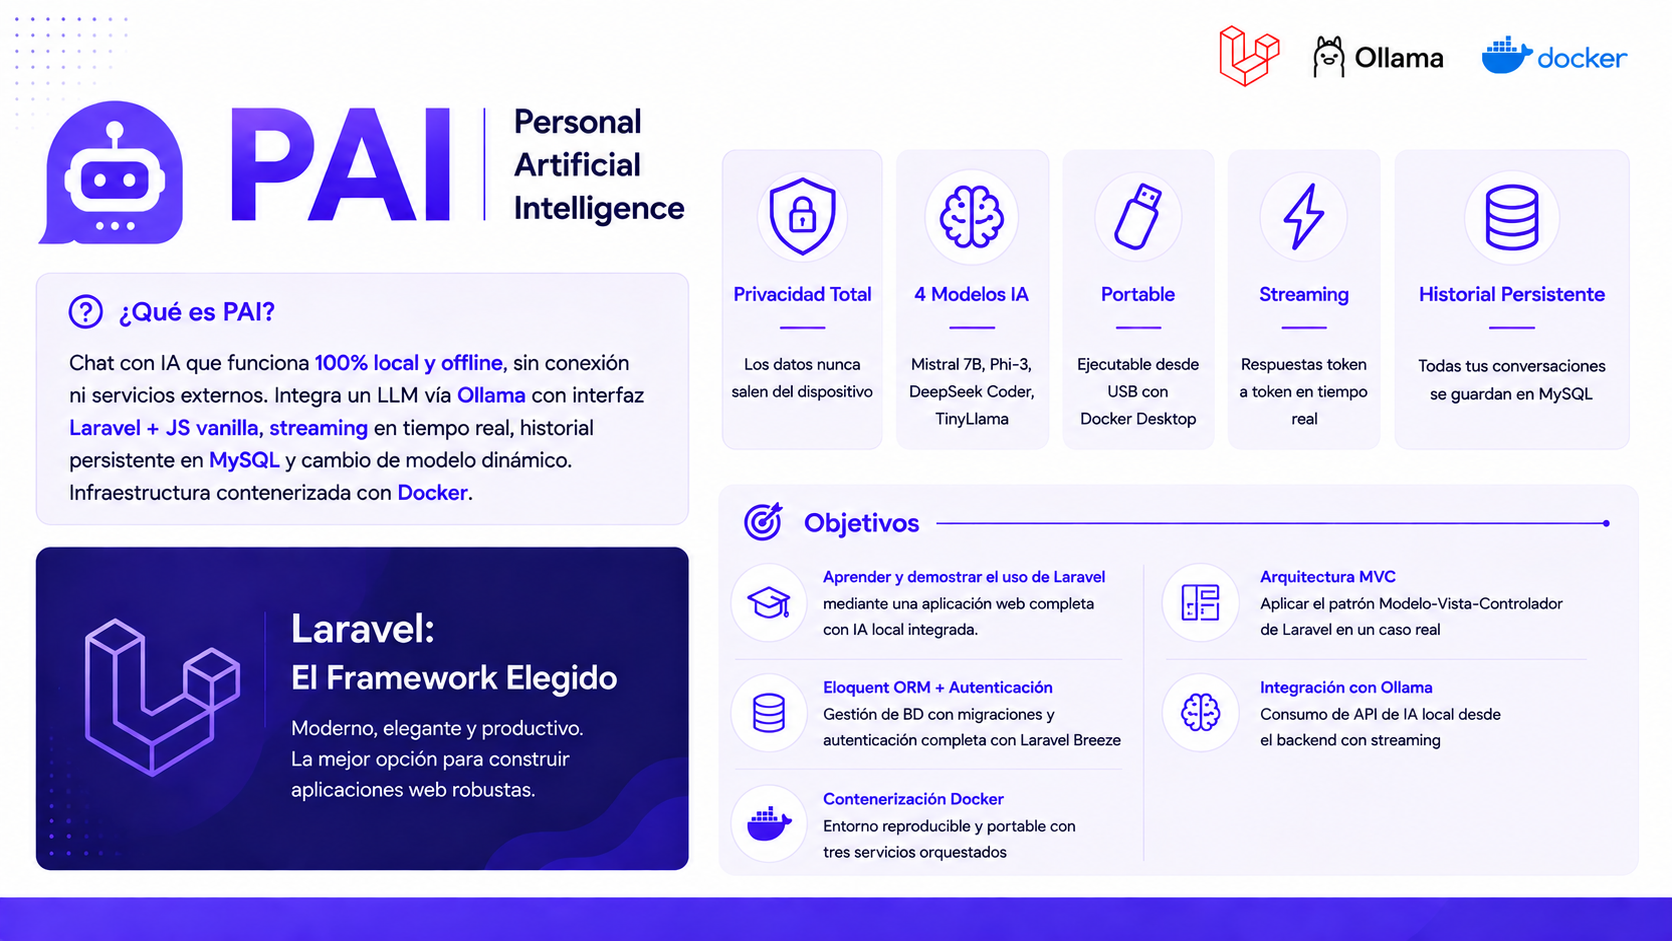 Ollama
docker
PAI
Personal
Artificial
Intelligence
¿Qué es PAI?
Chat con IA que funciona 100% local y offline, sin conexión
ni servicios externos. Integra un LLM vía Ollama con interfaz
Laravel + JS vanilla, streaming en tiempo real, historial
persistente en MySQL y cambio de modelo dinámico.
Infraestructura contenerizada con Docker.
Laravel:
El Framework Elegido
Moderno, elegante y productivo.
La mejor opción para construir
aplicaciones web robustas.
Privacidad Total
Los datos nunca
salen del dispositivo
4 Modelos IA
Mistral 7B, Phi-3,
DeepSeek Coder,
TinyLlama
Portable
Ejecutable desde
USB con
Docker Desktop
Streaming
Respuestas token
a token en tiempo
real
Historial Persistente
Todas tus conversaciones
se guardan en MySQL
Objetivos
Aprender y demostrar el uso de Laravel
mediante una aplicación web completa
con IA local integrada.
Eloquent ORM + Autenticación
Gestión de BD con migraciones y
autenticación completa con Laravel Breeze
Contenerización Docker
Entorno reproducible y portable con
tres servicios orquestados
Arquitectura MVC
Aplicar el patrón Modelo-Vista-Controlador
de Laravel en un caso real
Integración con Ollama
Consumo de API de IA local desde
el backend con streaming